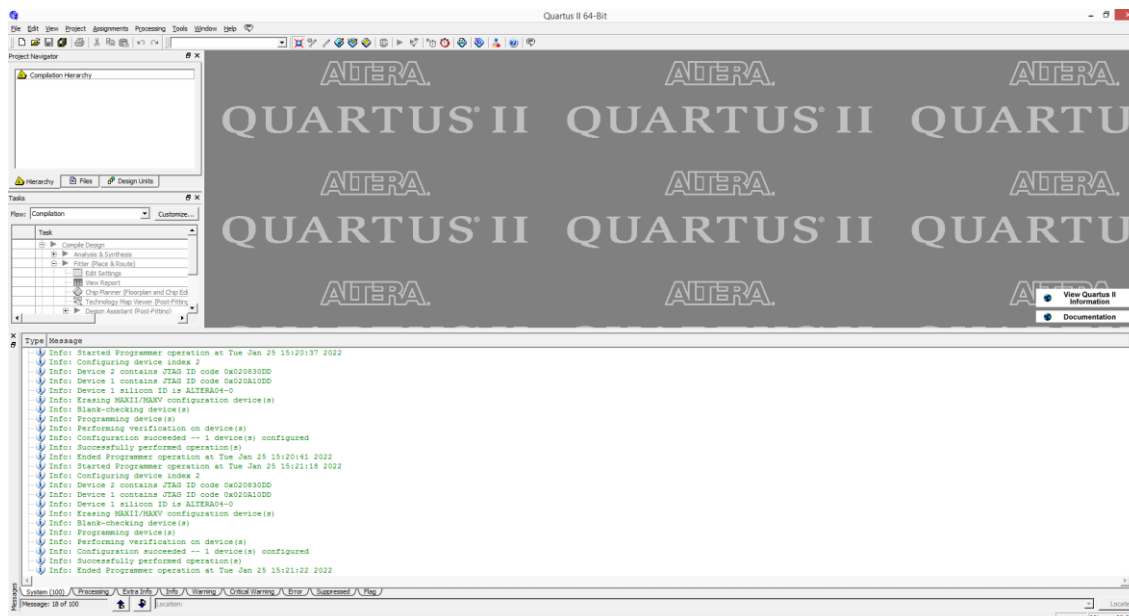 Quartus II 64-Bit
File Edit View Project Assignments Processing Tools Window Help
Project Navigator
Compilation Hierarchy
Hierarchy Files Design Units
Tasks
Flow: Compilation Customize...
Task
Compile Design
Analysis & Synthesis
Fitter (Place & Route)
Edit Settings
View Report
Chip Planner (Floorplan and Chip Edi
Technology Map Viewer (Post-Fitting
Design Assistant (Post-Fitting)
ALTERA. ALTERA. ALTERA.
QUARTUS® II QUARTUS® II QUARTU
ALTERA. ALTERA. ALTERA.
QUARTUS® II QUARTUS® II QUARTU
ALTERA. ALTERA.
View Quartus II
Information
Documentation
Type Message
Info: Started Programmer operation at Tue Jan 25 15:20:37 2022
Info: Configuring device index 2
Info: Device 2 contains JTAG ID code 0x020830DD
Info: Device 1 contains JTAG ID code 0x020A10DD
Info: Device 1 silicon ID is ALTERA04-0
Info: Erasing MAXII/MAXV configuration device(s)
Info: Blank-checking device(s)
Info: Programming device(s)
Info: Performing verification on device(s)
Info: Configuration succeeded -- 1 device(s) configured
Info: Successfully performed operation(s)
Info: Ended Programmer operation at Tue Jan 25 15:20:41 2022
Info: Started Programmer operation at Tue Jan 25 15:21:18 2022
Info: Configuring device index 2
Info: Device 2 contains JTAG ID code 0x020830DD
Info: Device 1 contains JTAG ID code 0x020A10DD
Info: Device 1 silicon ID is ALTERA04-0
Info: Erasing MAXII/MAXV configuration device(s)
Info: Blank-checking device(s)
Info: Programming device(s)
Info: Performing verification on device(s)
Info: Configuration succeeded -- 1 device(s) configured
Info: Successfully performed operation(s)
Info: Ended Programmer operation at Tue Jan 25 15:21:22 2022
System (100) Processing Extra Info Info Warning Critical Warning Error Suppressed Flag
Messages
Message: 18 of 100 Location: Locate